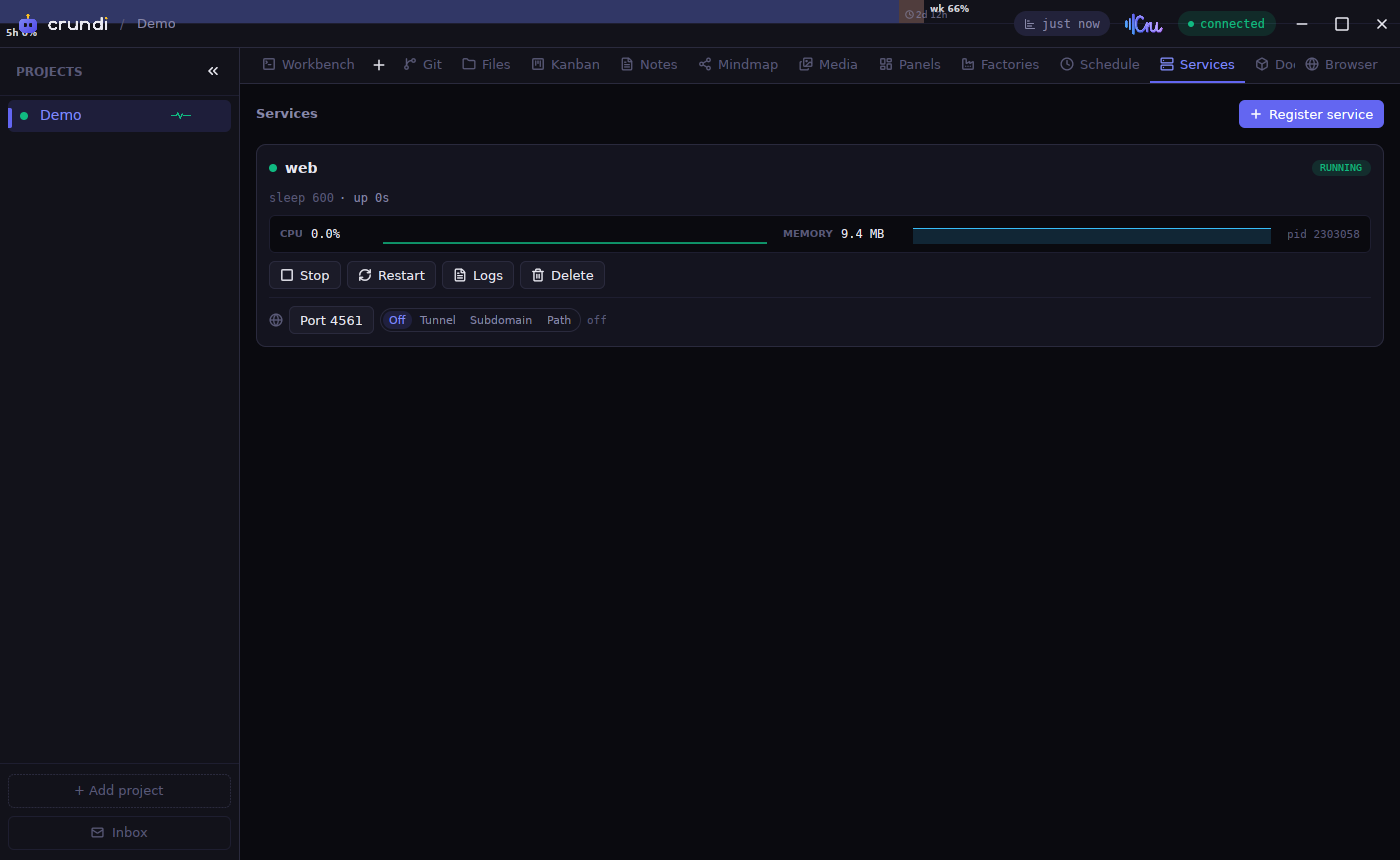 wk 66%
2d 12h
5h 0%
crundi / Demo
just now
Cru
connected
PROJECTS
Workbench
Git
Files
Kanban
Notes
Mindmap
Media
Panels
Factories
Schedule
Services
Doc
Browser
Demo
Services
+ Register service
web
RUNNING
sleep 600 · up 0s
CPU 0.0%
MEMORY 9.4 MB
pid 2303058
Stop
Restart
Logs
Delete
Port 4561
Off
Tunnel
Subdomain
Path
off
+ Add project
Inbox